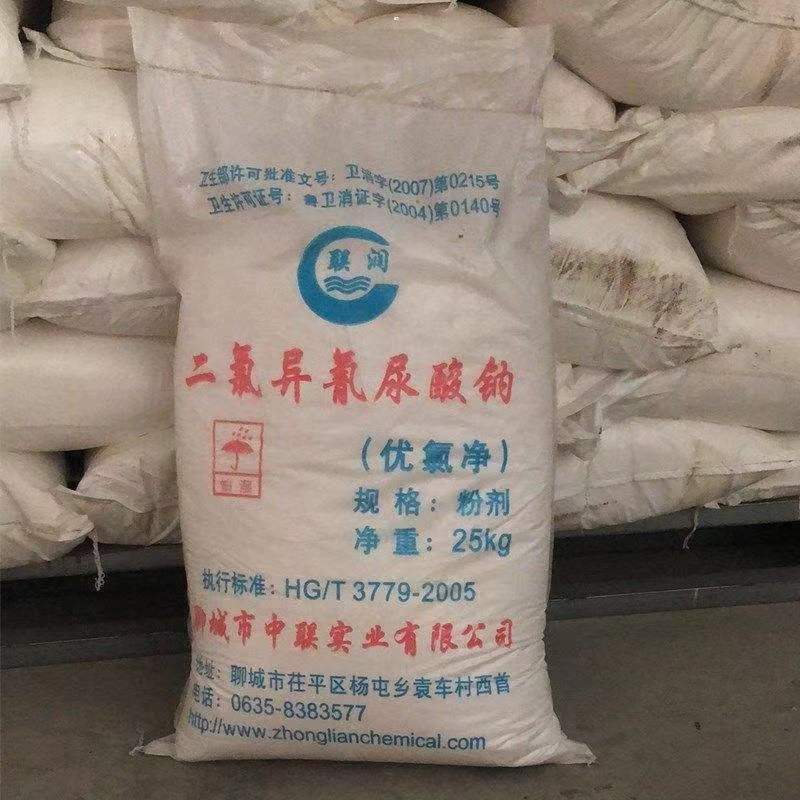 卫生部许可批准文号：卫消字(2007)第0215号
卫生许可证号：粤卫消证字(2004)第0140号
联润
二氯异氰尿酸钠
(优氯净)
规格：粉剂
净重：25kg
执行标准：HG/T 3779-2005
聊城市中联实业有限公司
地址：聊城市茌平区杨屯乡袁车村西首
电话：0635-8383577
http://www.zhonglianchemical.com